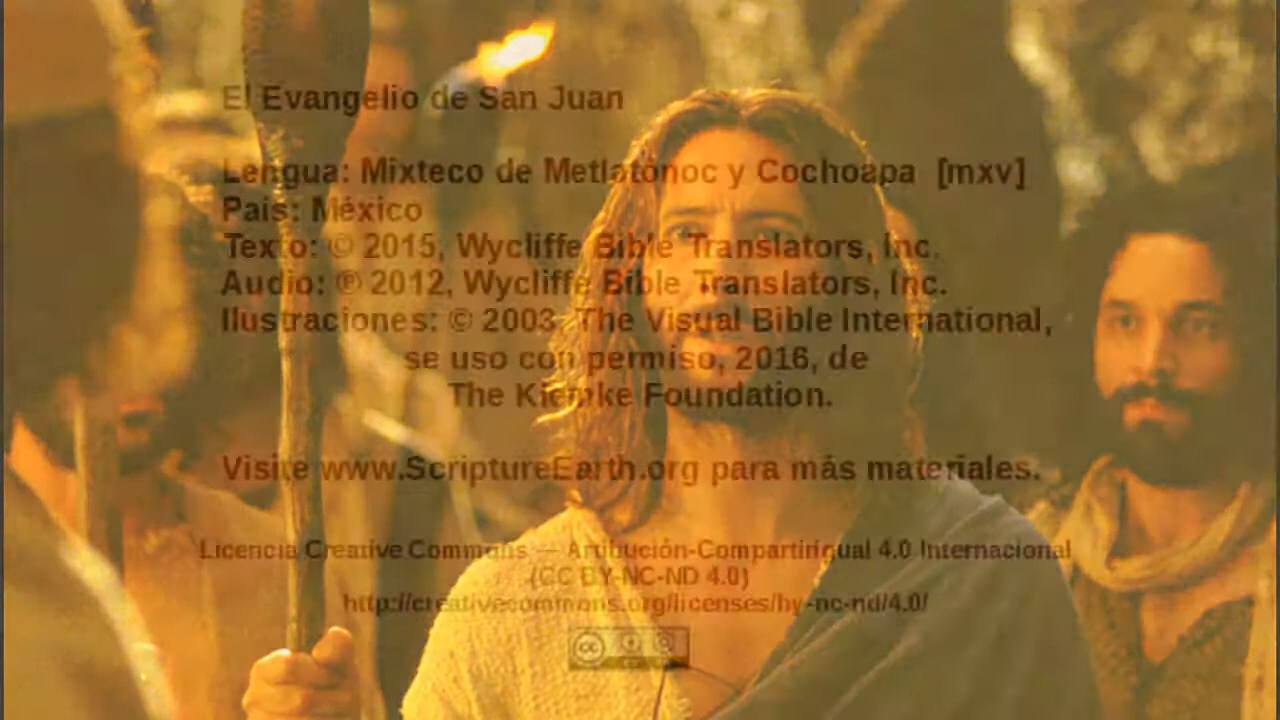 El Evangelio de San Juan
Lengua: Mixteco de Metlatónoc y Cochoapa [mxv]
País: México
Texto: © 2015, Wycliffe Bible Translators, Inc.
Audio: ℗ 2012, Wycliffe Bible Translators, Inc.
Ilustraciones: © 2003, The Visual Bible International,
se uso con permiso, 2016, de
The Kiemke Foundation.
Visite www.ScriptureEarth.org para más materiales.
Licencia Creative Commons — Artibución-CompartirIgual 4.0 Internacional
(CC BY-NC-ND 4.0)
http://creativecommons.org/licenses/by-nc-nd/4.0/
cc